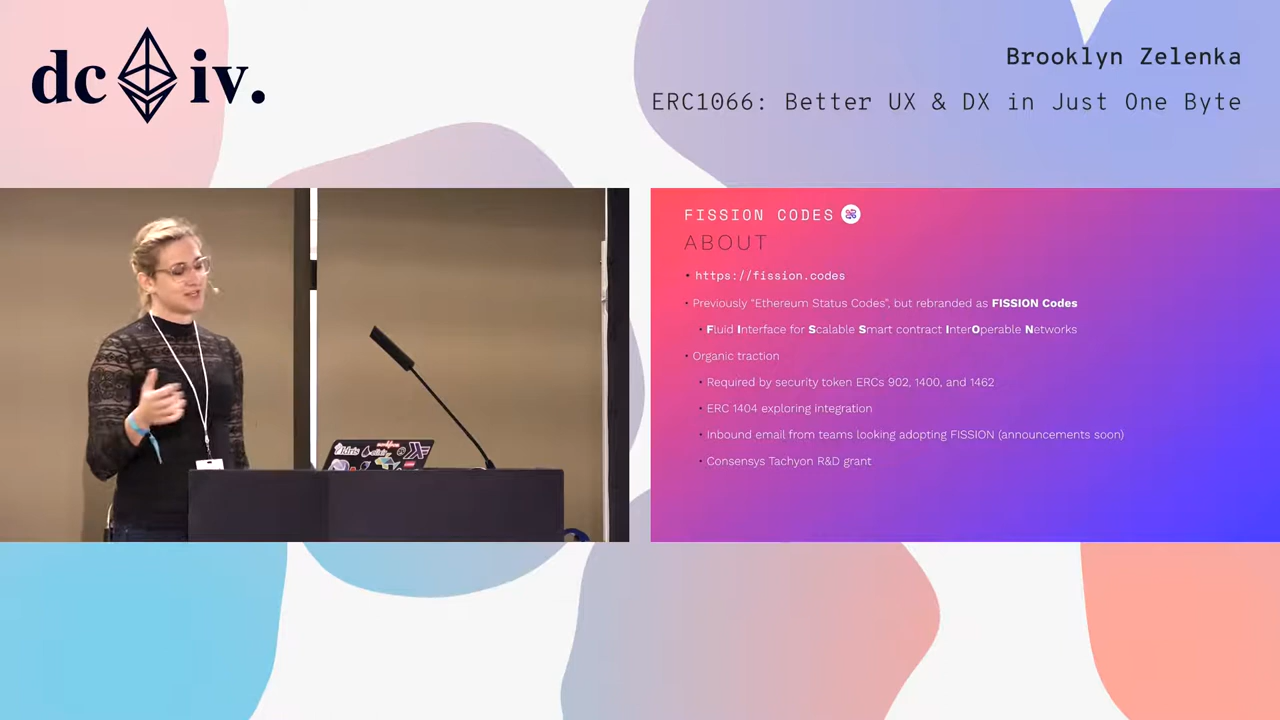 dc iv.
Brooklyn Zelenka
ERC1066: Better UX & DX in Just One Byte
FISSION CODES
ABOUT
• https://fission.codes
• Previously "Ethereum Status Codes", but rebranded as FISSION Codes
• Fluid Interface for Scalable Smart contract InterOperable Networks
• Organic traction
• Required by security token ERCs 902, 1400, and 1462
• ERC 1404 exploring integration
• Inbound email from teams looking adopting FISSION (announcements soon)
• Consensys Tachyon R&D grant